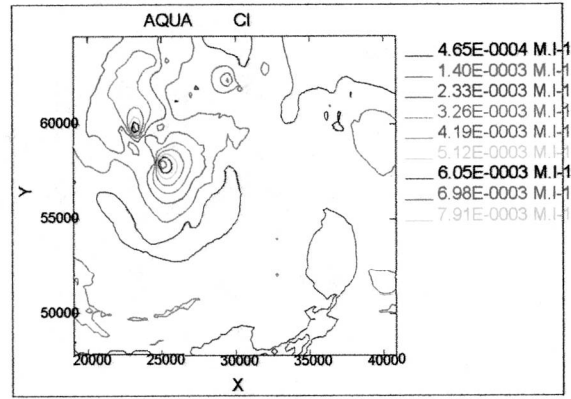 AQUA CI
4.65E-0004 M.I-1
1.40E-0003 M.I-1
2.33E-0003 M.I-1
3.26E-0003 M.I-1
4.19E-0003 M.I-1
5.12E-0003 M.I-1
6.05E-0003 M.I-1
6.98E-0003 M.I-1
7.91E-0003 M.I-1
60000
Y
55000
50000
20000 25000 30000 35000 40000
X